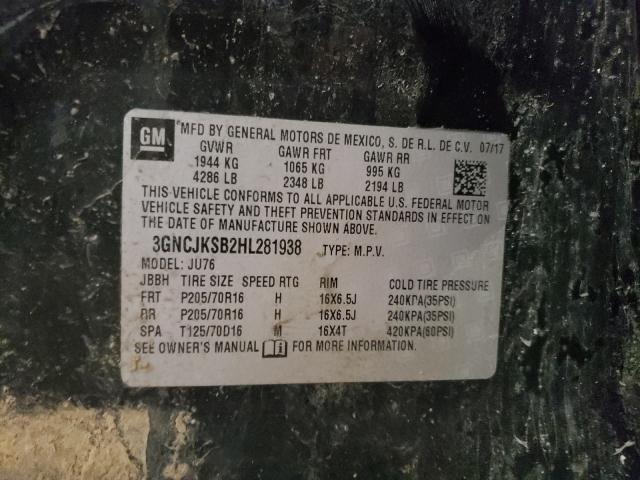 GM
*MFD BY GENERAL MOTORS DE MEXICO, S. DE R.L. DE C.V. 07/17
GVWR GAWR FRT GAWR RR
1944 KG 1065 KG 995 KG
4286 LB 2348 LB 2194 LB
THIS VEHICLE CONFORMS TO ALL APPLICABLE U.S. FEDERAL MOTOR
VEHICLE SAFETY AND THEFT PREVENTION STANDARDS IN EFFECT ON
THE DATE OF MANUFACTURE SHOWN ABOVE.
3GNCJKSB2HL281938 TYPE: M.P.V.
MODEL: JU76
JBBH TIRE SIZE SPEED RTG RIM COLD TIRE PRESSURE
FRT P205/70R16 H 16X6.5J 240KPA(35PSI)
RR P205/70R16 H 16X6.5J 240KPA(35PSI)
SPA T125/70D16 M 16X4T 420KPA(60PSI)
SEE OWNER'S MANUAL FOR MORE INFORMATION.